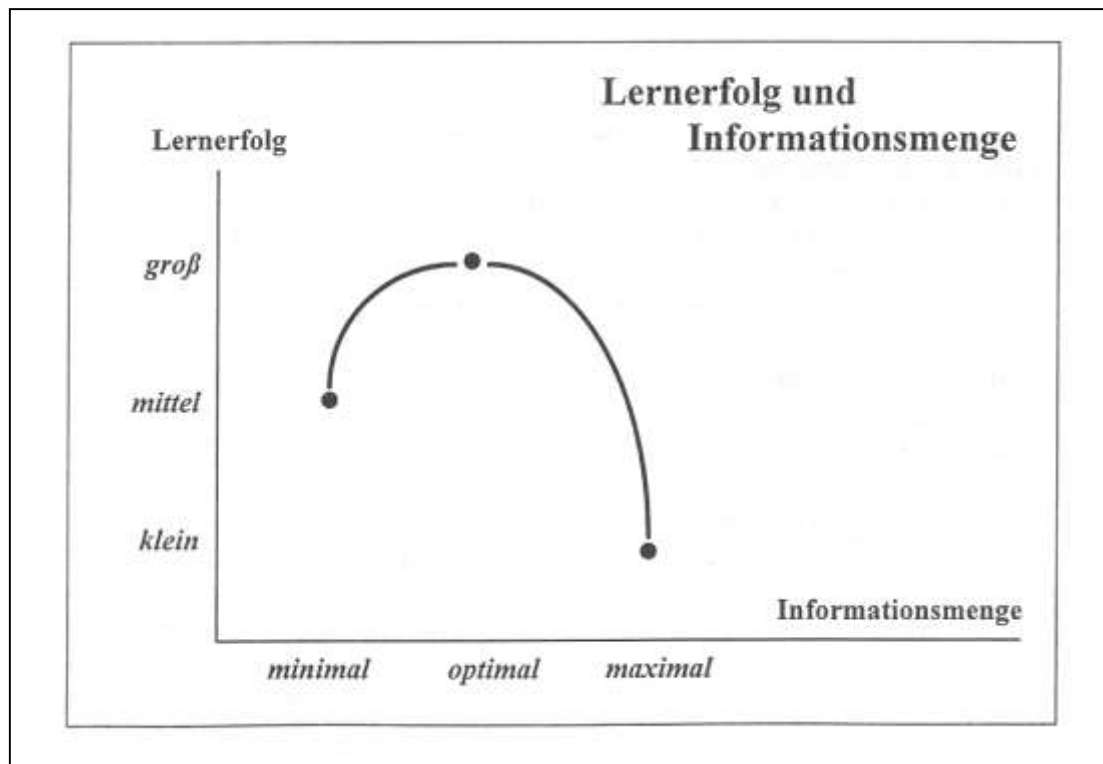 Lernerfolg und
Informationsmenge
Lernerfolg
groß
mittel
klein
Informationsmenge
minimal optimal maximal